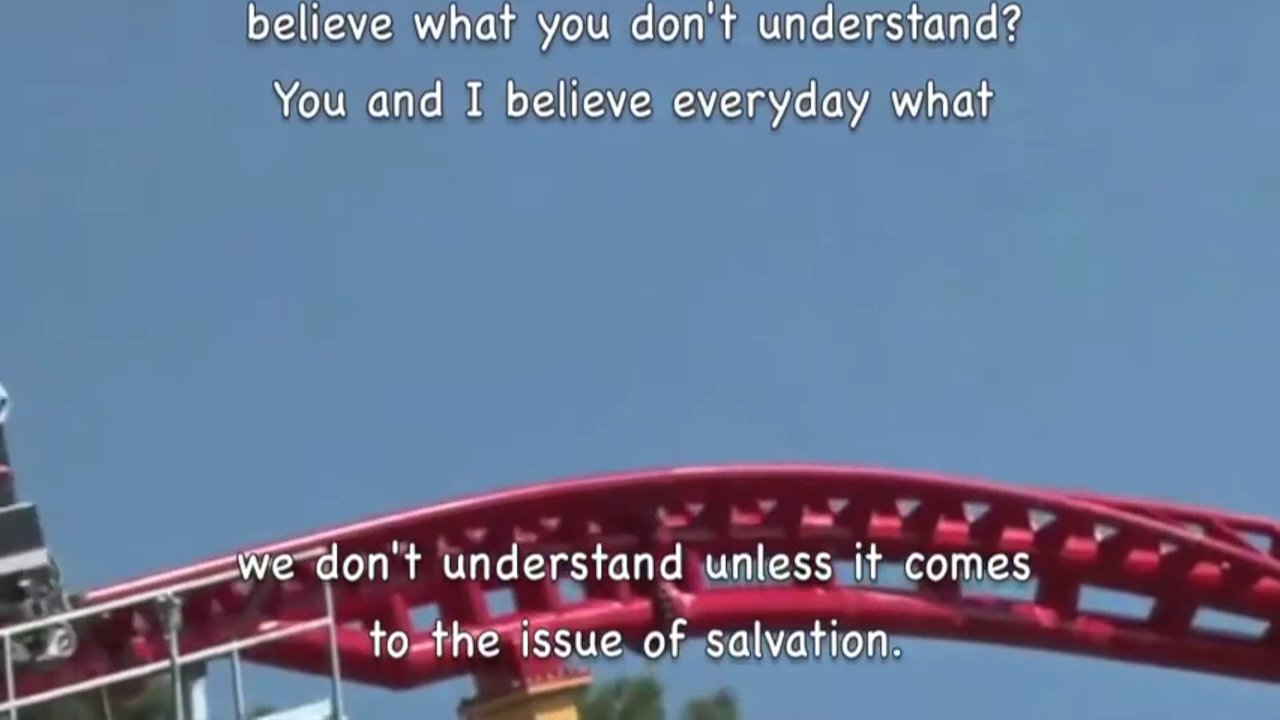 believe what you don't understand?
You and I believe everyday what
we don't understand unless it comes
to the issue of salvation.